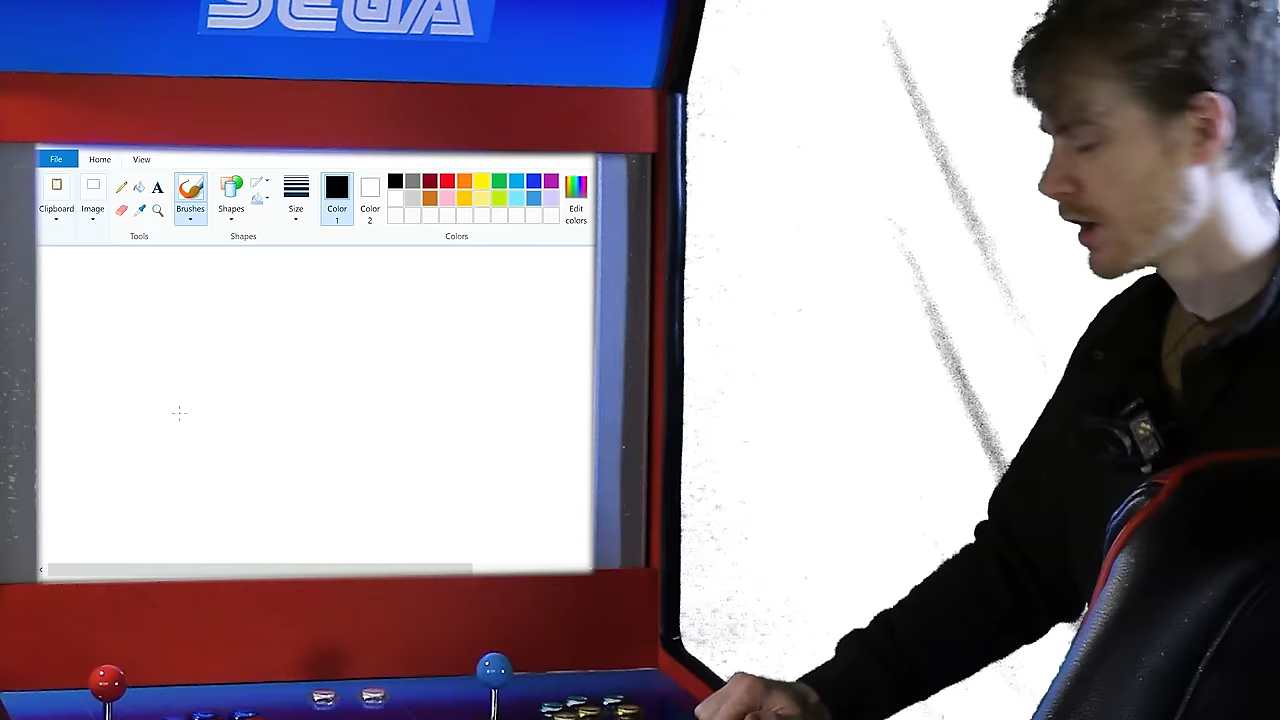 SEGA
File Home View
Clipboard Image Brushes Shapes Size Color 1 Color 2 Edit colors
Tools Shapes Colors